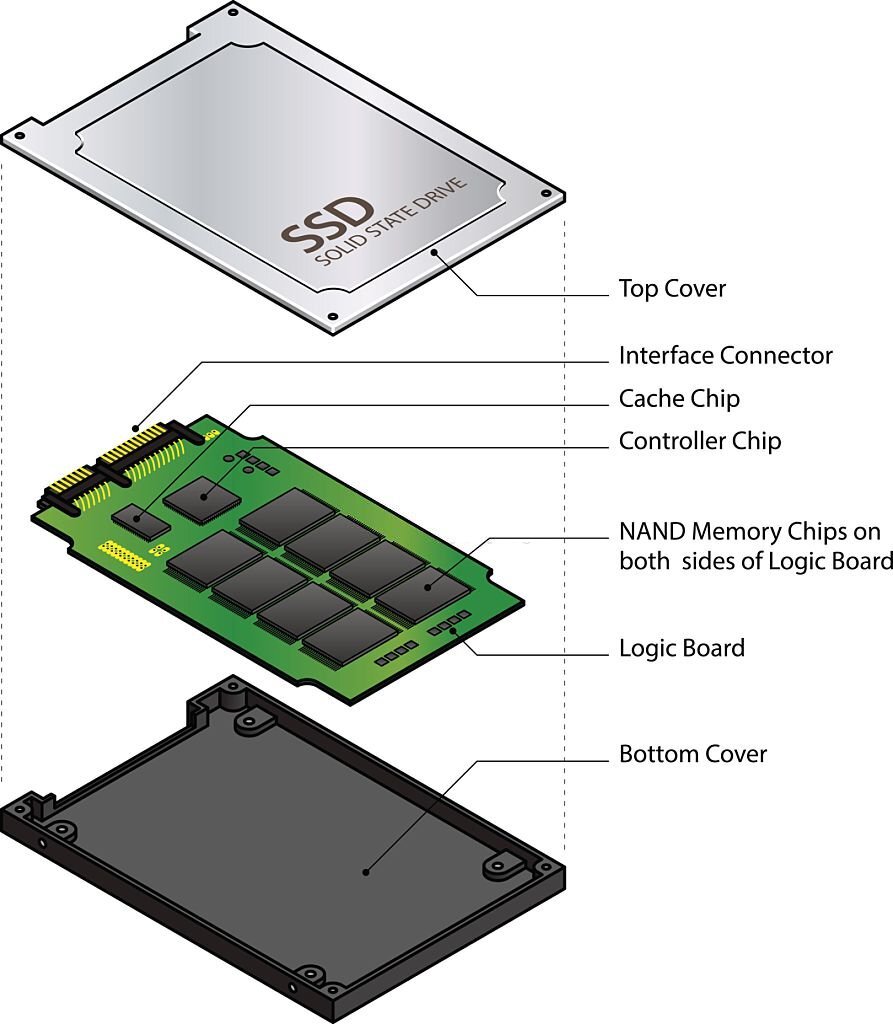 SSD
SOLID STATE DRIVE
Top Cover
Interface Connector
Cache Chip
Controller Chip
NAND Memory Chips on
both sides of Logic Board
Logic Board
Bottom Cover